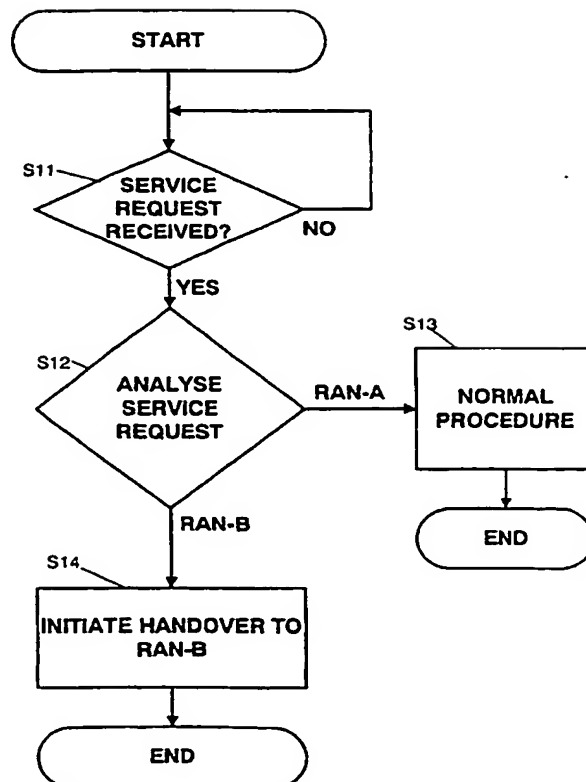 START
S11
SERVICE
REQUEST
RECEIVED?
NO
YES
S12
ANALYSE
SERVICE
REQUEST
RAN-A
S13
NORMAL
PROCEDURE
END
RAN-B
S14
INITIATE HANDOVER TO
RAN-B
END